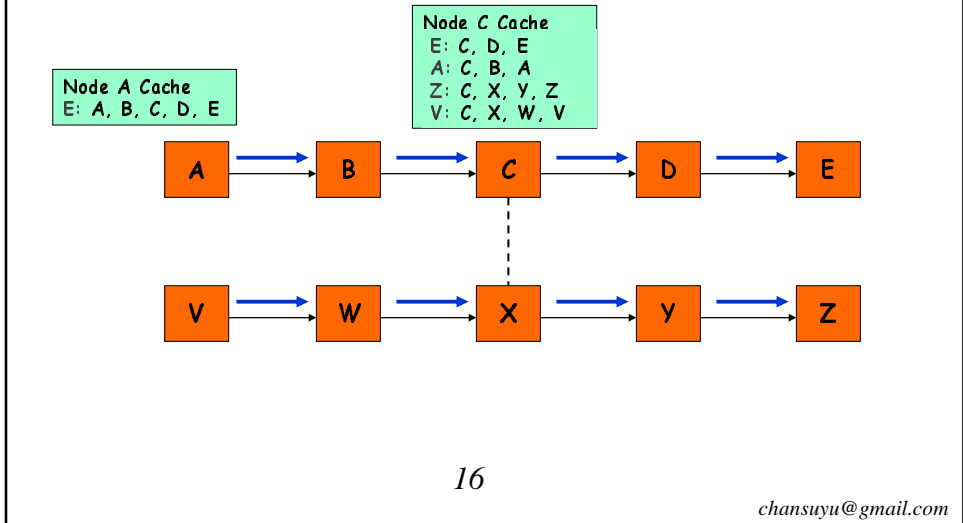 Node C Cache
E: C, D, E
A: C, B, A
Z: C, X, Y, Z
V: C, X, W, V
Node A Cache
E: A, B, C, D, E
A B C D E
V W X Y Z
16
chansuyu@gmail.com